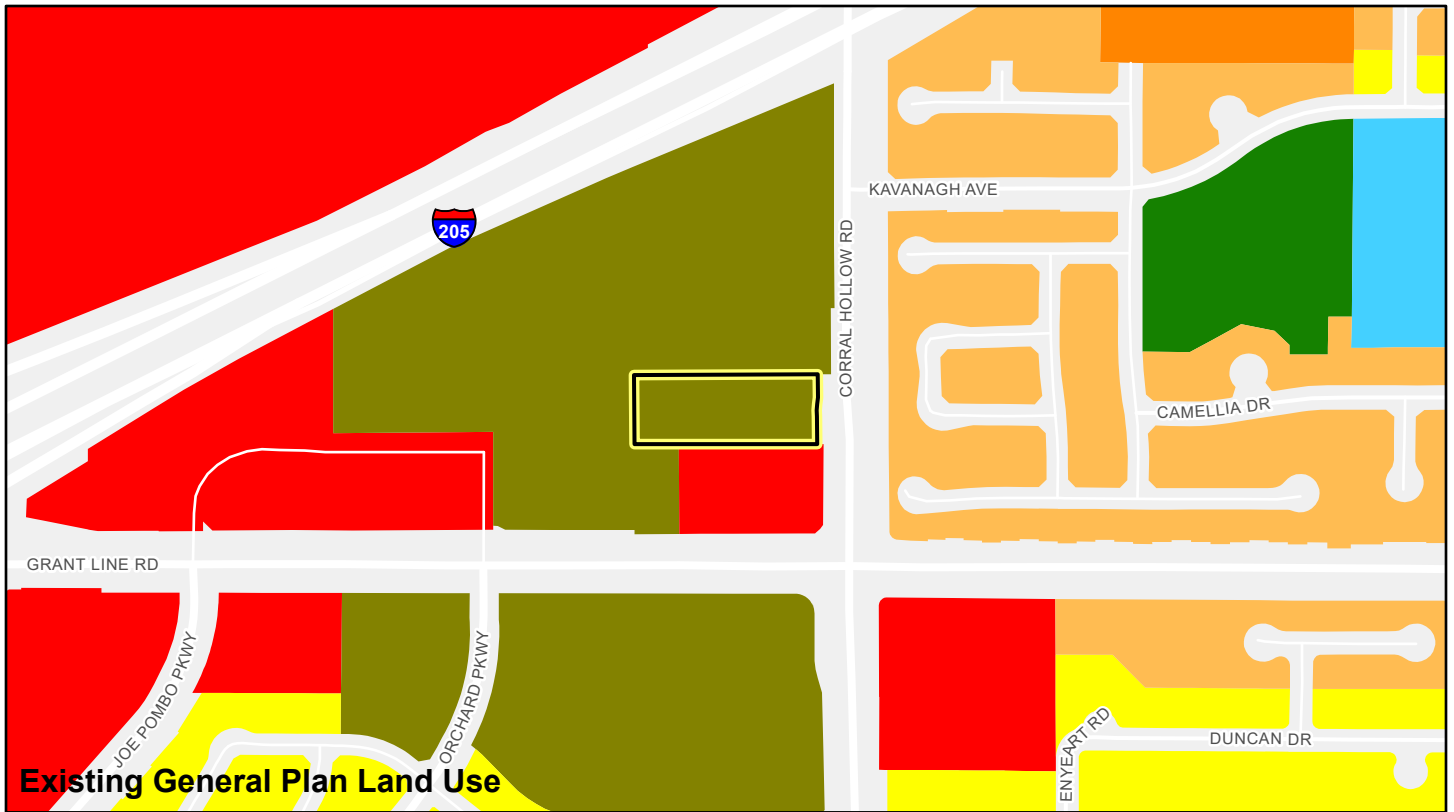 KAVANAGH AVE
205
CORRAL HOLLOW RD
CAMELLIA DR
GRANT LINE RD
JOE POMBO PKWY
ORCHARD PKWY
ENYEART RD
DUNCAN DR
Existing General Plan Land Use